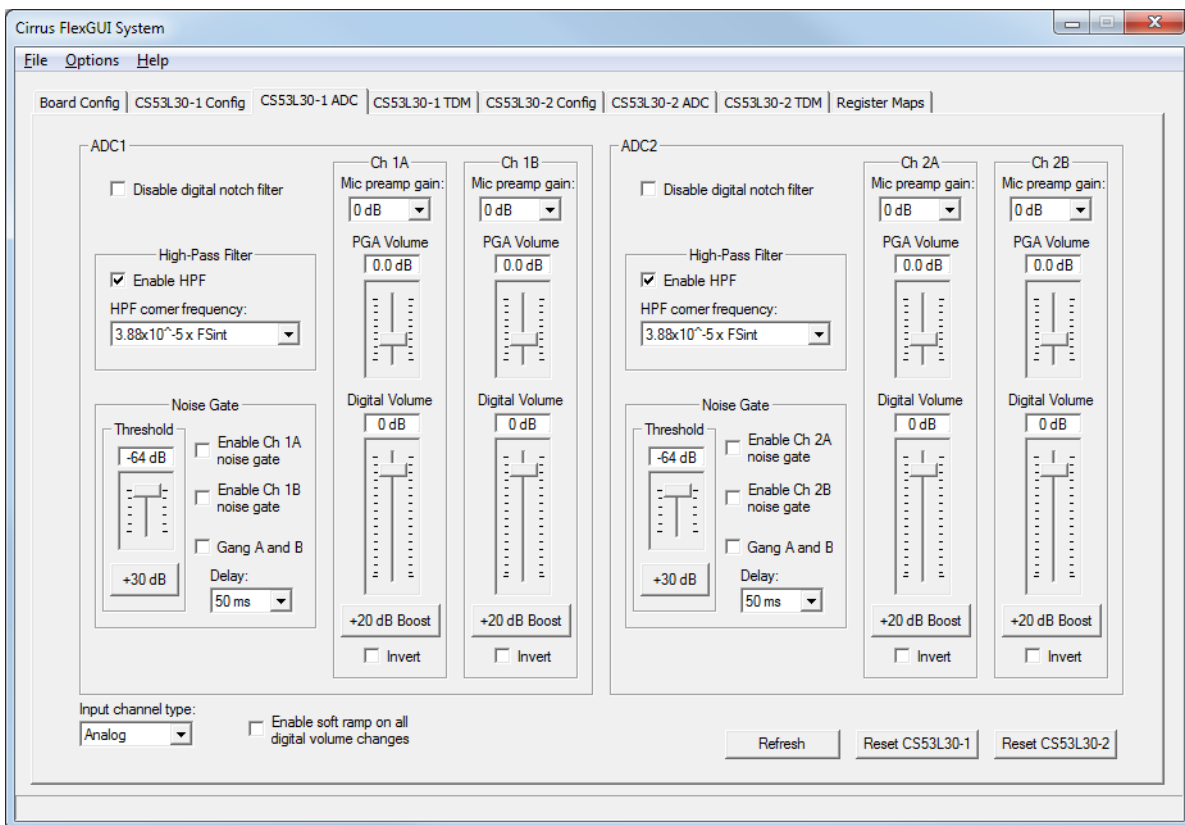 Cirrus FlexGUI System
File Options Help
Board Config CS53L30-1 Config CS53L30-1 ADC CS53L30-1 TDM CS53L30-2 Config CS53L30-2 ADC CS53L30-2 TDM Register Maps
ADC1
Disable digital notch filter
High-Pass Filter
Enable HPF
HPF corner frequency:
3.88x10^-5 x FSint
Noise Gate
Threshold
-64 dB
+30 dB
Enable Ch 1A
noise gate
Enable Ch 1B
noise gate
Gang A and B
Delay:
50 ms
Ch 1A
Mic preamp gain:
0 dB
PGA Volume
0.0 dB
Digital Volume
0 dB
+20 dB Boost
Invert
Ch 1B
Mic preamp gain:
0 dB
PGA Volume
0.0 dB
Digital Volume
0 dB
+20 dB Boost
Invert
ADC2
Disable digital notch filter
High-Pass Filter
Enable HPF
HPF corner frequency:
3.88x10^-5 x FSint
Noise Gate
Threshold
-64 dB
+30 dB
Enable Ch 2A
noise gate
Enable Ch 2B
noise gate
Gang A and B
Delay:
50 ms
Ch 2A
Mic preamp gain:
0 dB
PGA Volume
0.0 dB
Digital Volume
0 dB
+20 dB Boost
Invert
Ch 2B
Mic preamp gain:
0 dB
PGA Volume
0.0 dB
Digital Volume
0 dB
+20 dB Boost
Invert
Input channel type:
Analog
Enable soft ramp on all
digital volume changes
Refresh
Reset CS53L30-1
Reset CS53L30-2